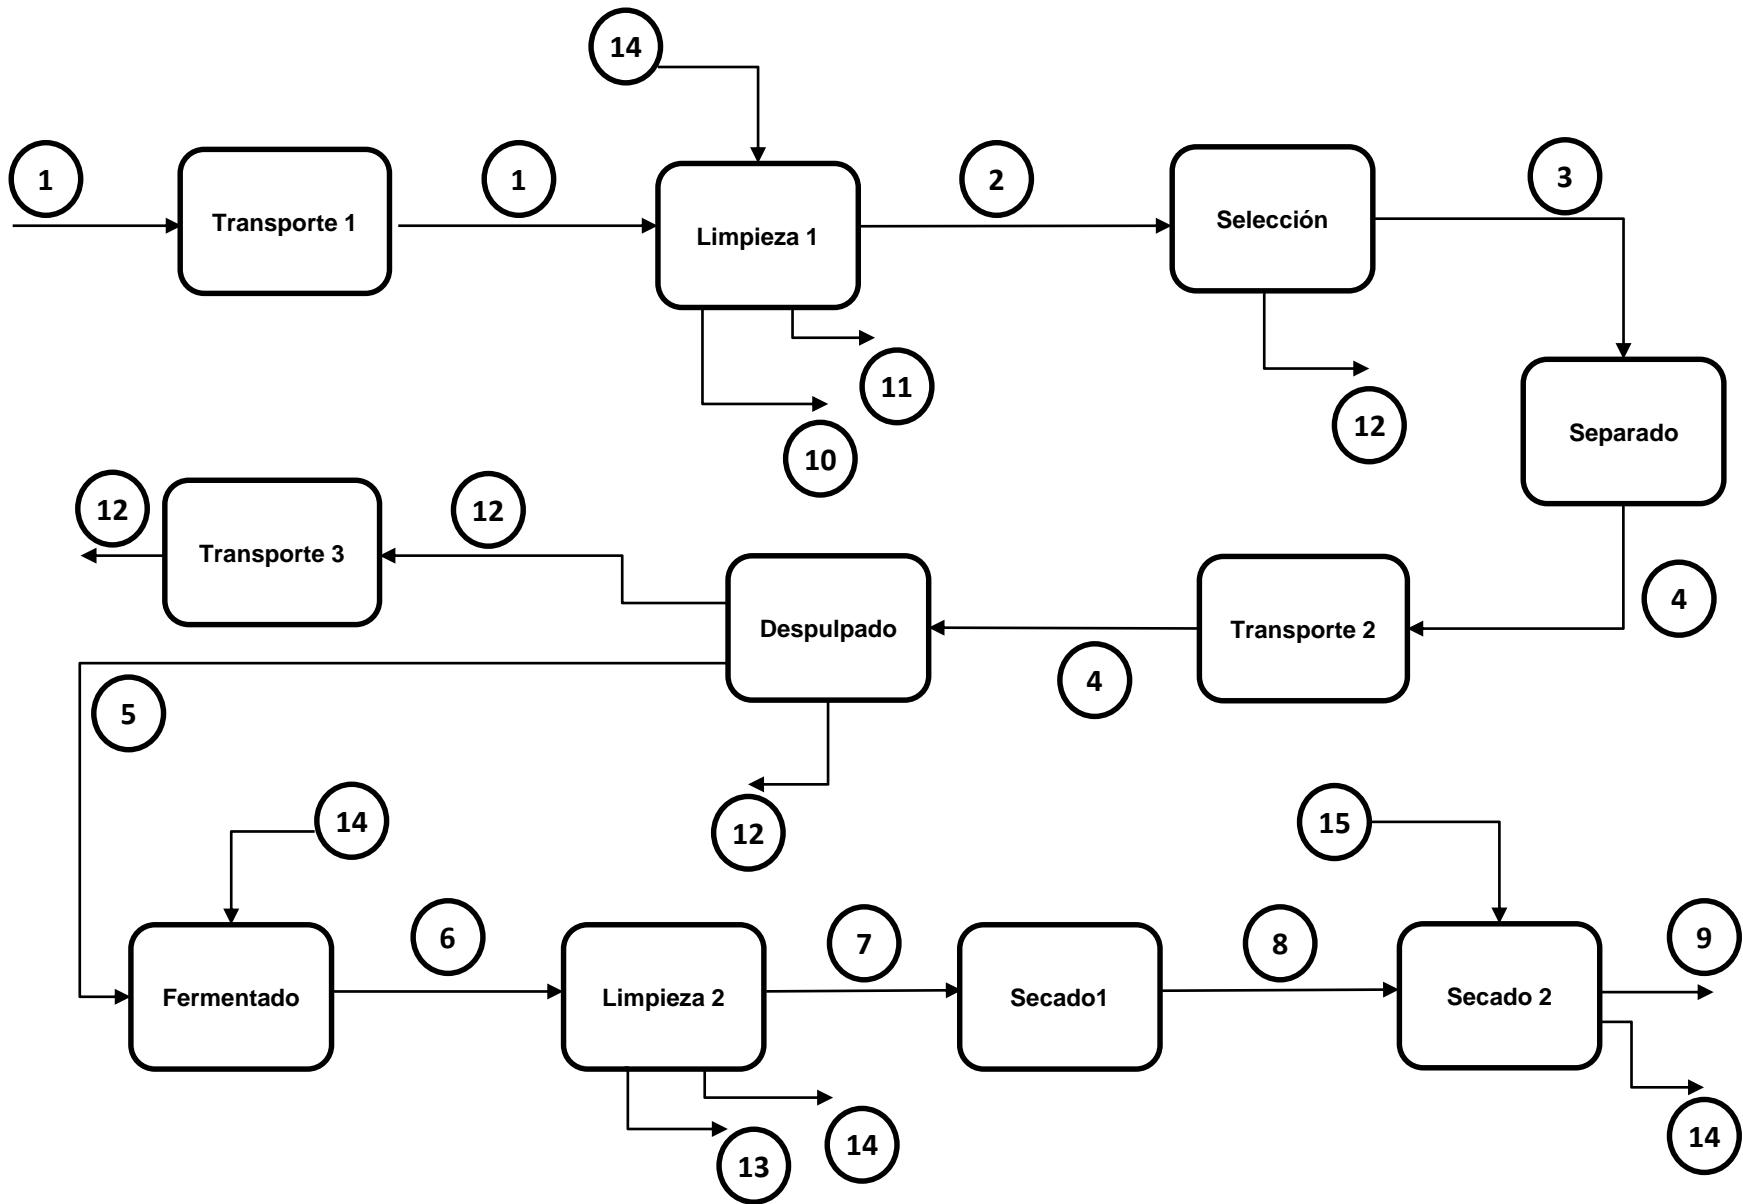 14
1
Transporte 1
1
Limpieza 1
2
Selección
3
11
10
12
Separado
12
Transporte 3
12
Despulpado
4
Transporte 2
4
5
12
14
15
Fermentado
6
Limpieza 2
7
Secado1
8
Secado 2
9
13
14
14